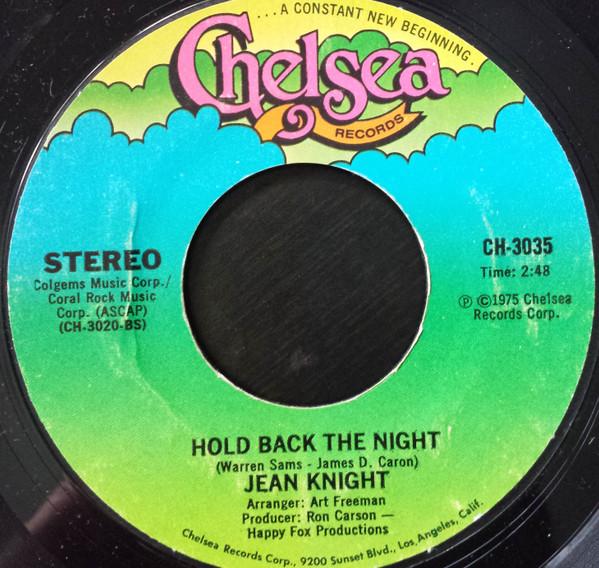 ...A CONSTANT NEW BEGINNING.
Chelsea
RECORDS
STEREO
Colgems Music Corp./
Coral Rock Music
Corp. (ASCAP)
(CH-3020-BS)
CH-3035
Time: 2:48
Ⓟ ©1975 Chelsea
Records Corp.
HOLD BACK THE NIGHT
(Warren Sams - James D. Caron)
JEAN KNIGHT
Arranger: Art Freeman
Producer: Ron Carson —
Happy Fox Productions
Chelsea Records Corp., 9200 Sunset Blvd., Los Angeles, Calif.